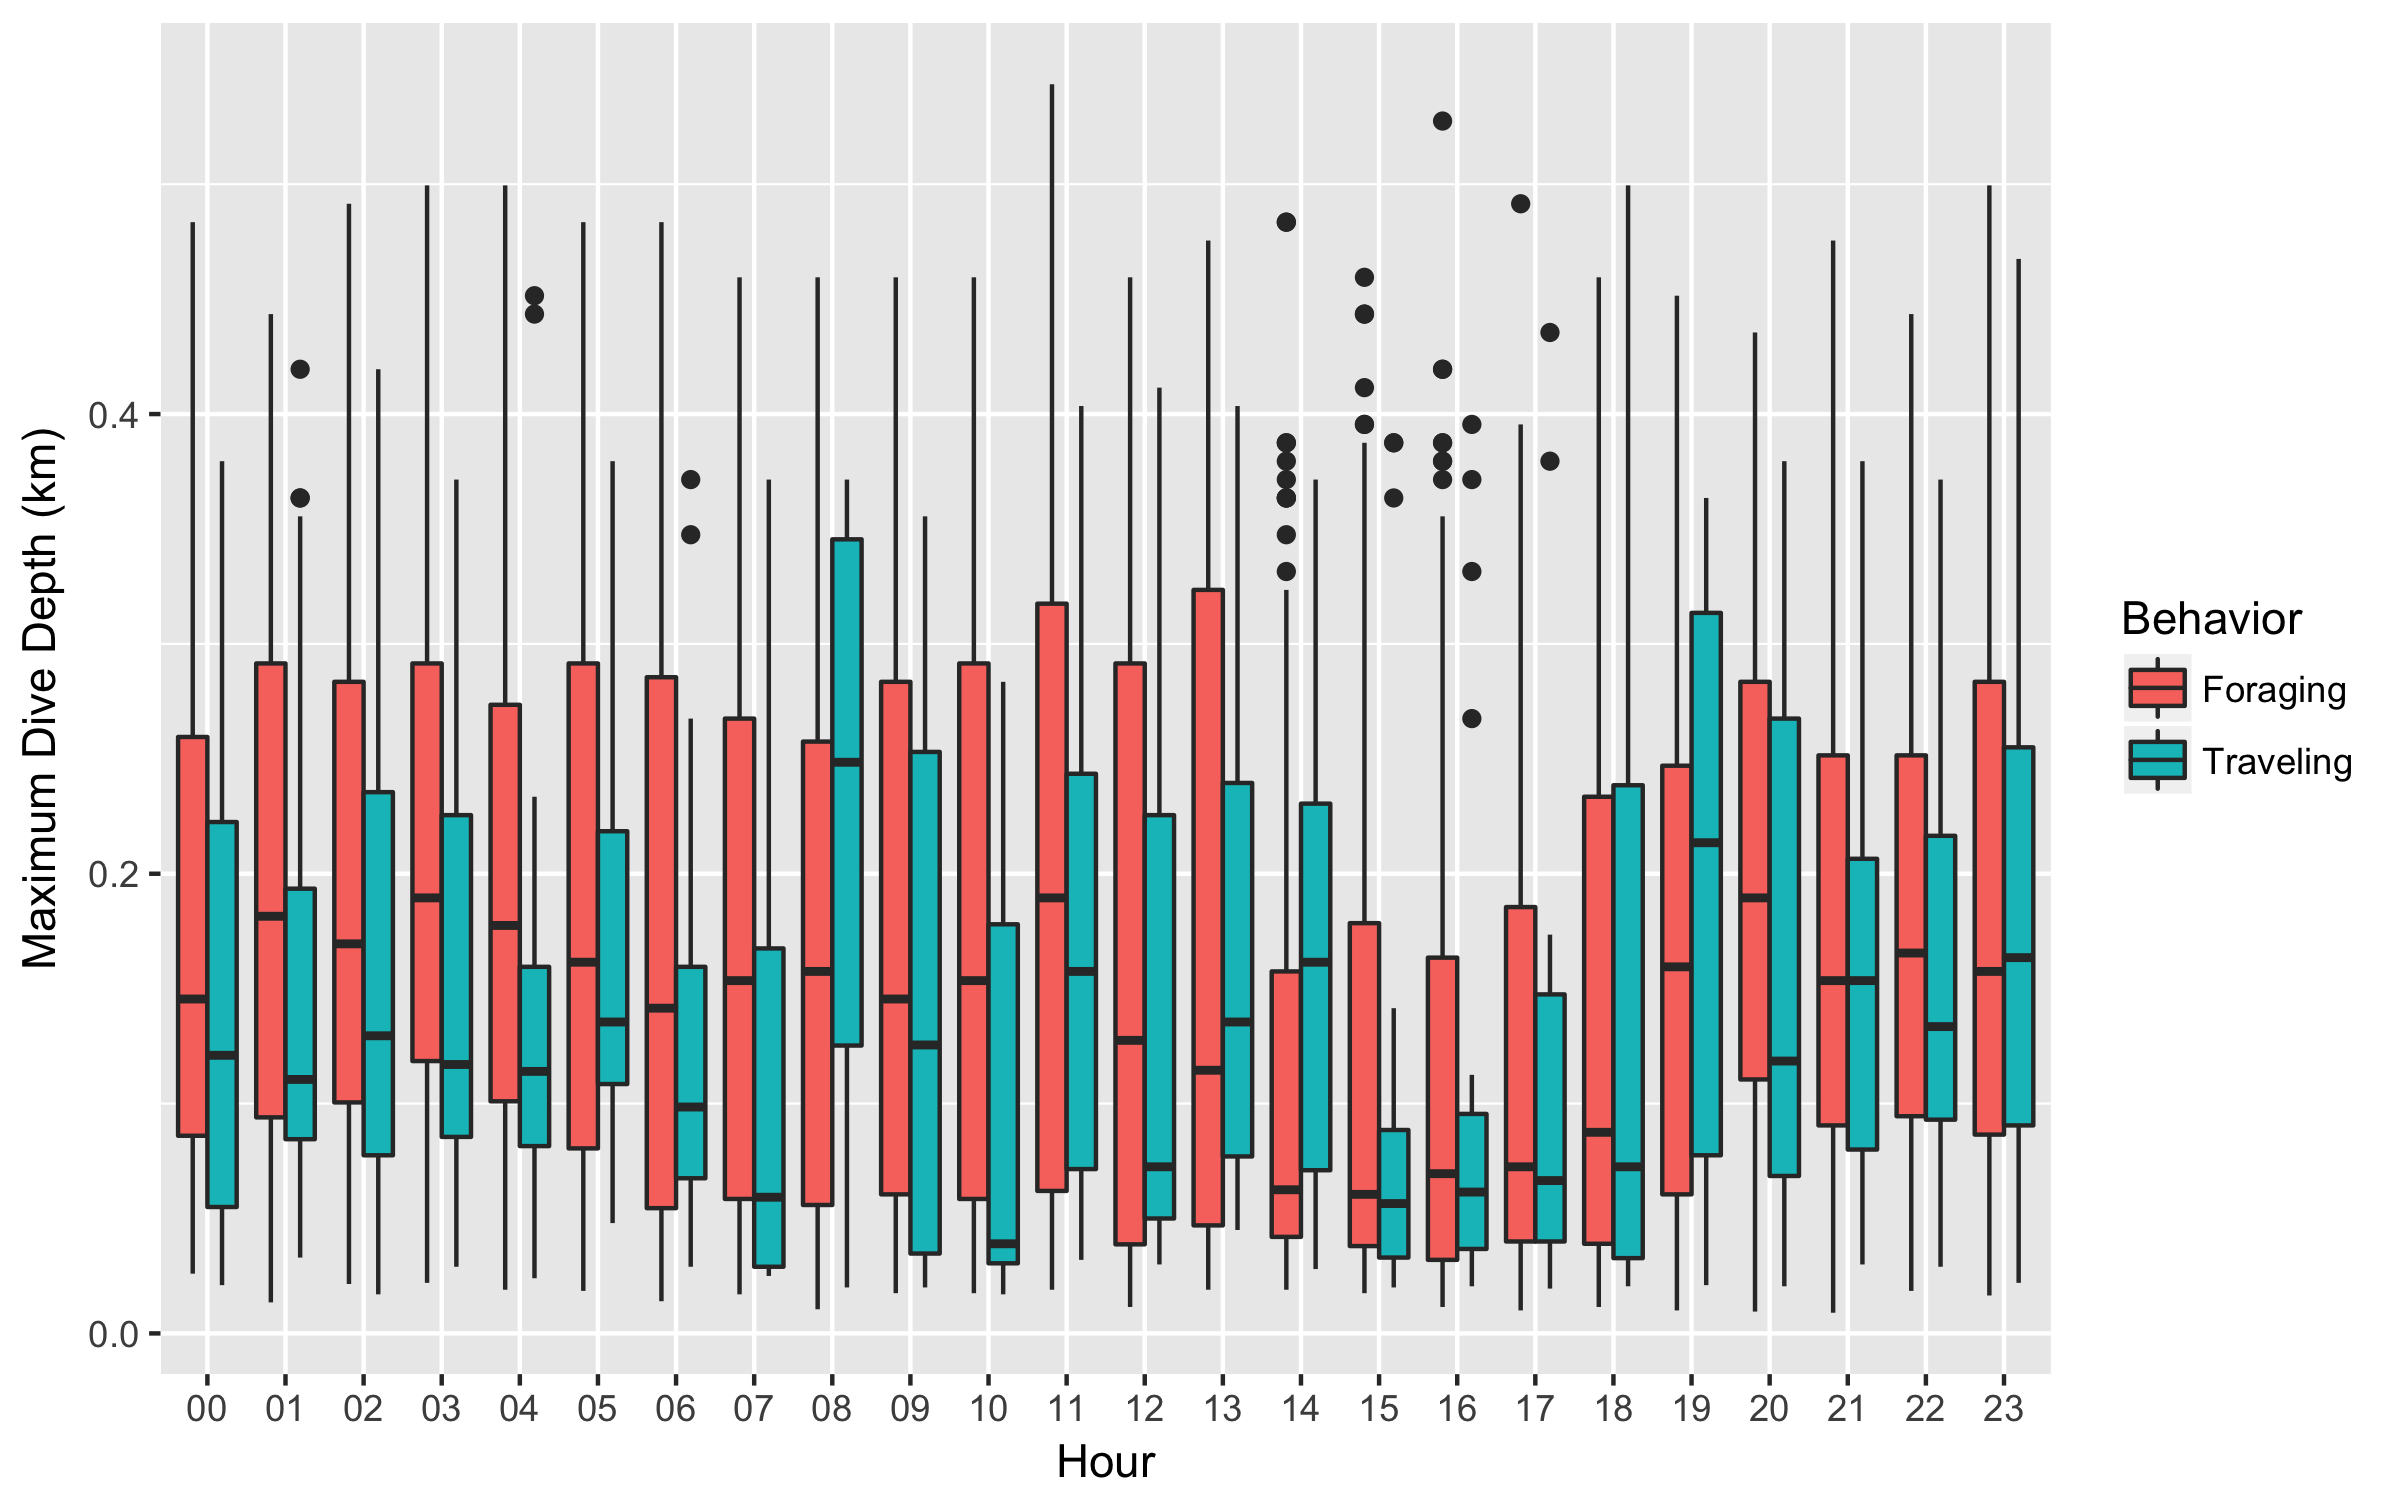 Maximum Dive Depth (km)
0.4
0.2
0.0
00 01 02 03 04 05 06 07 08 09 10 11 12 13 14 15 16 17 18 19 20 21 22 23
Hour
Behavior
Foraging
Traveling